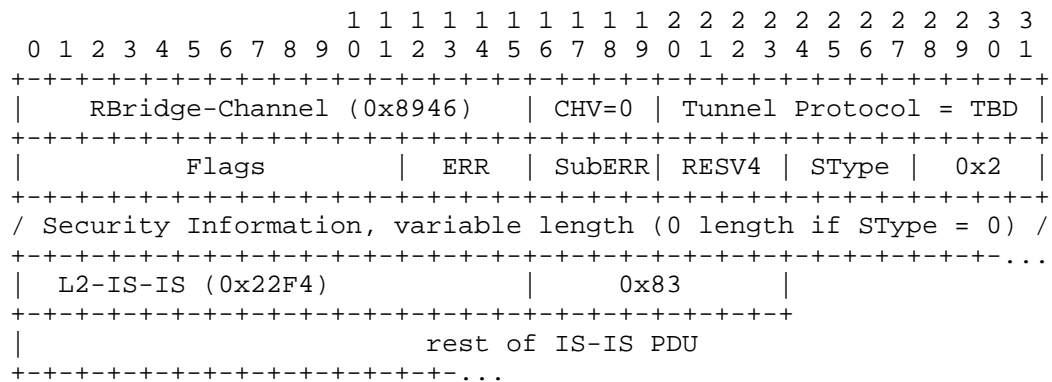 1 1 1 1 1 1 1 1 1 1 2 2 2 2 2 2 2 2 2 2 3 3
 0 1 2 3 4 5 6 7 8 9 0 1 2 3 4 5 6 7 8 9 0 1 2 3 4 5 6 7 8 9 0 1
+-+-+-+-+-+-+-+-+-+-+-+-+-+-+-+-+-+-+-+-+-+-+-+-+-+-+-+-+-+-+-+-+
|    RBridge-Channel (0x8946)   | CHV=0 | Tunnel Protocol = TBD |
+-+-+-+-+-+-+-+-+-+-+-+-+-+-+-+-+-+-+-+-+-+-+-+-+-+-+-+-+-+-+-+-+
|          Flags        |  ERR  | SubERR| RESV4 | SType |  0x2  |
+-+-+-+-+-+-+-+-+-+-+-+-+-+-+-+-+-+-+-+-+-+-+-+-+-+-+-+-+-+-+-+-+
/ Security Information, variable length (0 length if SType = 0) /
+-+-+-+-+-+-+-+-+-+-+-+-+-+-+-+-+-+-+-+-+-+-+-+-+-+-+-+-+-+-+-...
|  L2-IS-IS (0x22F4)            |     0x83      |
+-+-+-+-+-+-+-+-+-+-+-+-+-+-+-+-+-+-+-+-+-+-+-+-+
|                         rest of IS-IS PDU
+-+-+-+-+-+-+-+-+-+-+-+-+-+-...